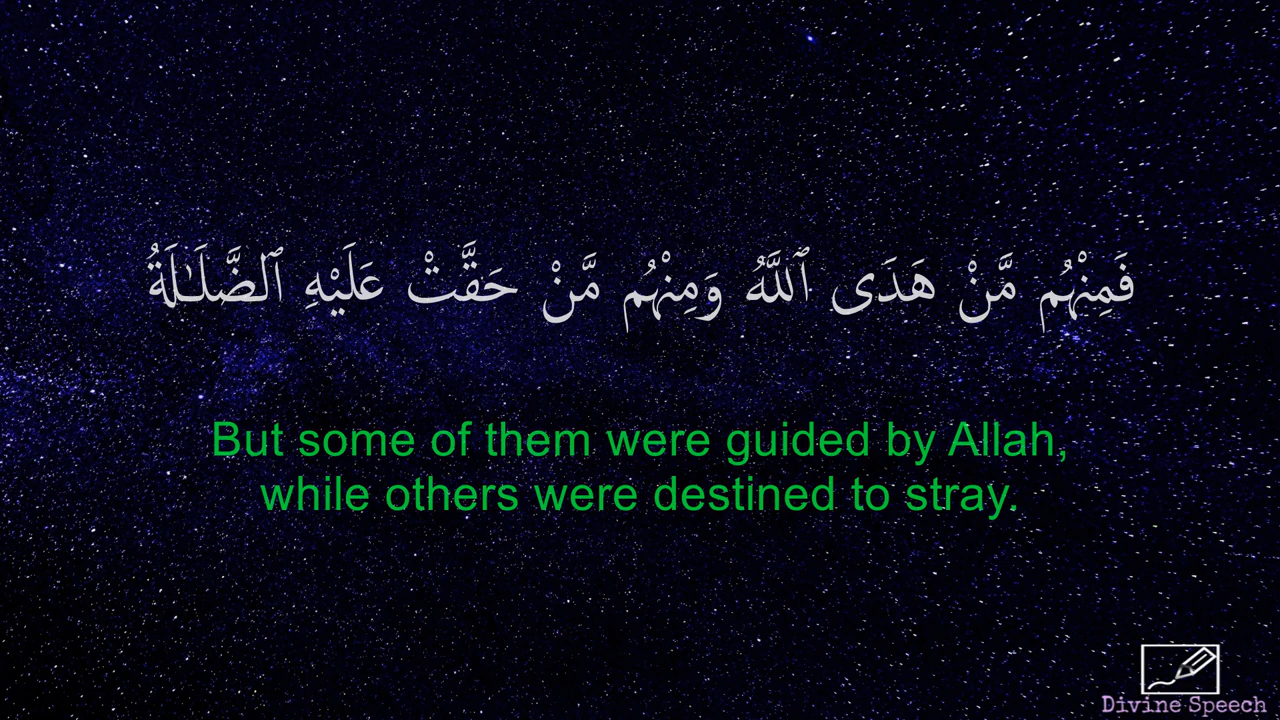 فَمِنْهُم مَّنْ هَدَى ٱللَّهُ وَمِنْهُم مَّنْ حَقَّتْ عَلَيْهِ ٱلضَّلَـٰلَةُ
But some of them were guided by Allah,
while others were destined to stray.
Divine Speech